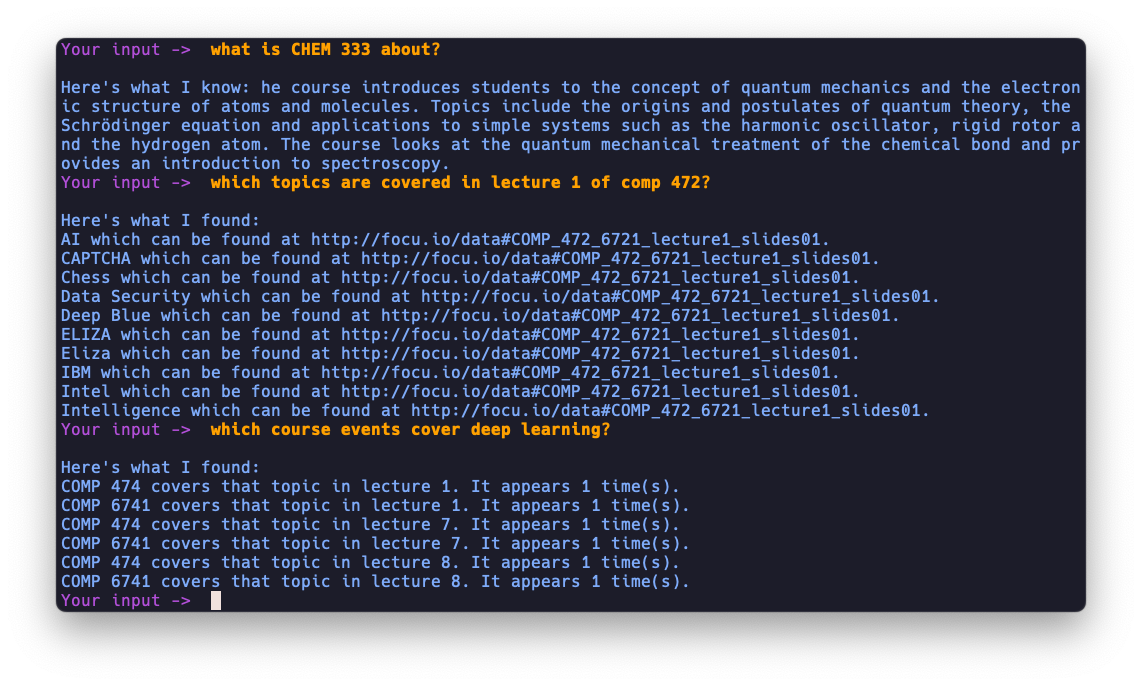 Your input ->  what is CHEM 333 about?
Here's what I know: he course introduces students to the concept of quantum mechanics and the electron
ic structure of atoms and molecules. Topics include the origins and postulates of quantum theory, the
Schrödinger equation and applications to simple systems such as the harmonic oscillator, rigid rotor a
nd the hydrogen atom. The course looks at the quantum mechanical treatment of the chemical bond and pr
ovides an introduction to spectroscopy.
Your input ->  which topics are covered in lecture 1 of comp 472?
Here's what I found:
AI which can be found at http://focu.io/data#COMP_472_6721_lecture1_slides01.
CAPTCHA which can be found at http://focu.io/data#COMP_472_6721_lecture1_slides01.
Chess which can be found at http://focu.io/data#COMP_472_6721_lecture1_slides01.
Data Security which can be found at http://focu.io/data#COMP_472_6721_lecture1_slides01.
Deep Blue which can be found at http://focu.io/data#COMP_472_6721_lecture1_slides01.
ELIZA which can be found at http://focu.io/data#COMP_472_6721_lecture1_slides01.
Eliza which can be found at http://focu.io/data#COMP_472_6721_lecture1_slides01.
IBM which can be found at http://focu.io/data#COMP_472_6721_lecture1_slides01.
Intel which can be found at http://focu.io/data#COMP_472_6721_lecture1_slides01.
Intelligence which can be found at http://focu.io/data#COMP_472_6721_lecture1_slides01.
Your input ->  which course events cover deep learning?
Here's what I found:
COMP 474 covers that topic in lecture 1. It appears 1 time(s).
COMP 6741 covers that topic in lecture 1. It appears 1 time(s).
COMP 474 covers that topic in lecture 7. It appears 1 time(s).
COMP 6741 covers that topic in lecture 7. It appears 1 time(s).
COMP 474 covers that topic in lecture 8. It appears 1 time(s).
COMP 6741 covers that topic in lecture 8. It appears 1 time(s).
Your input ->